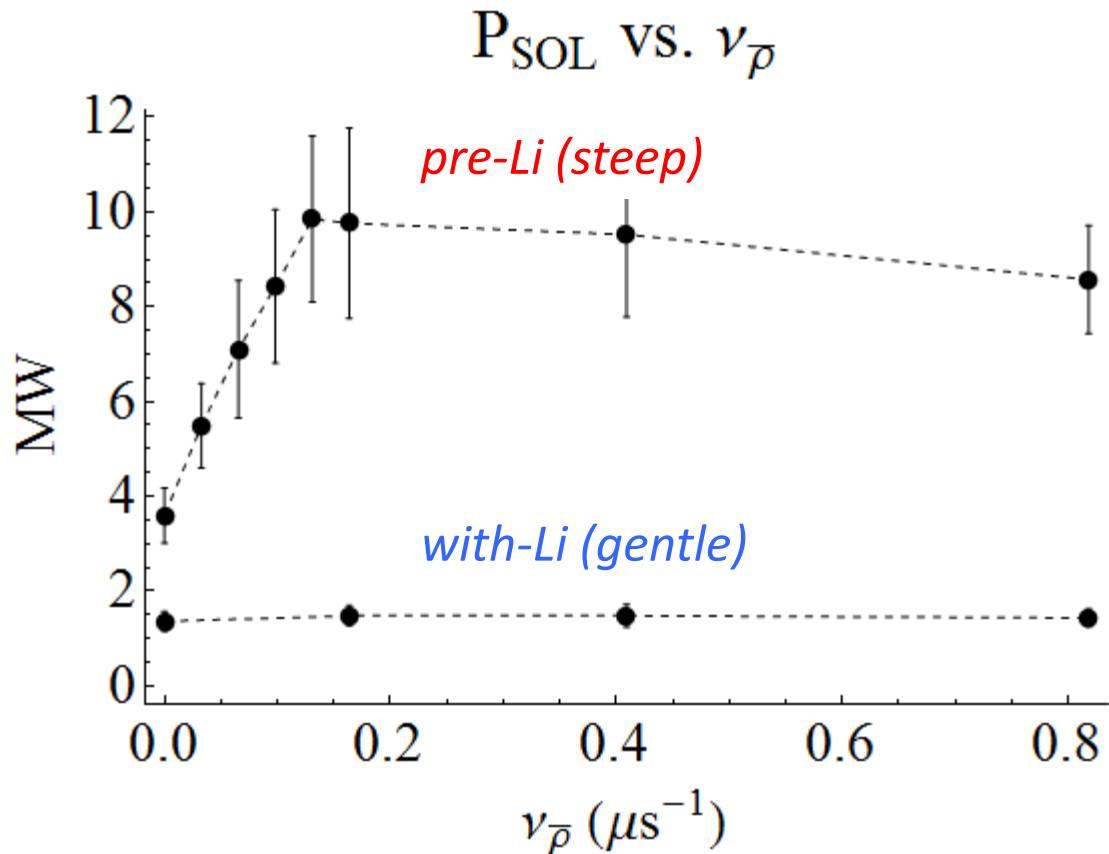 P_SOL vs. ν_ρ̅
12
pre-Li (steep)
10
8
MW
6
4
with-Li (gentle)
2
0
0.0 0.2 0.4 0.6 0.8
ν_ρ̅ (μs⁻¹)